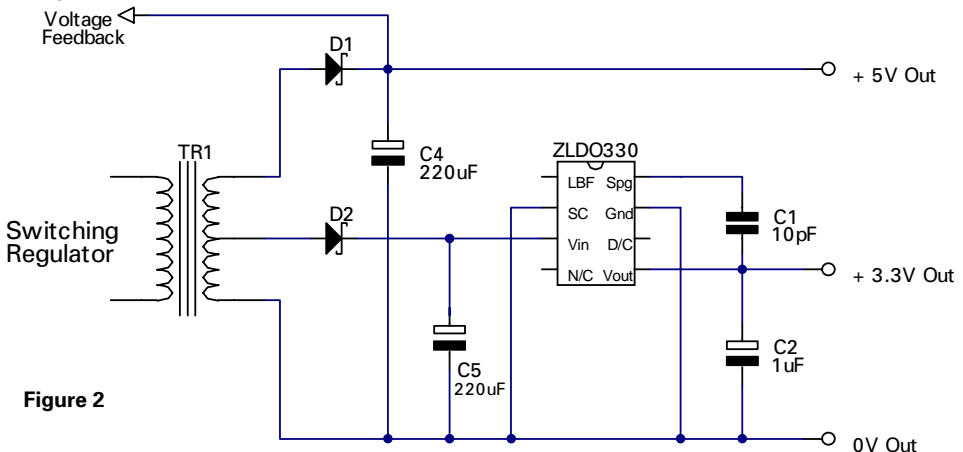 Voltage
Feedback
D1
+ 5V Out
TR1
C4
220uF
ZLDO330
LBF Spg
SC Gnd
Vin D/C
N/C Vout
C1
10pF
D2
Switching
Regulator
+ 3.3V Out
C5
220uF
C2
1uF
Figure 2
0V Out